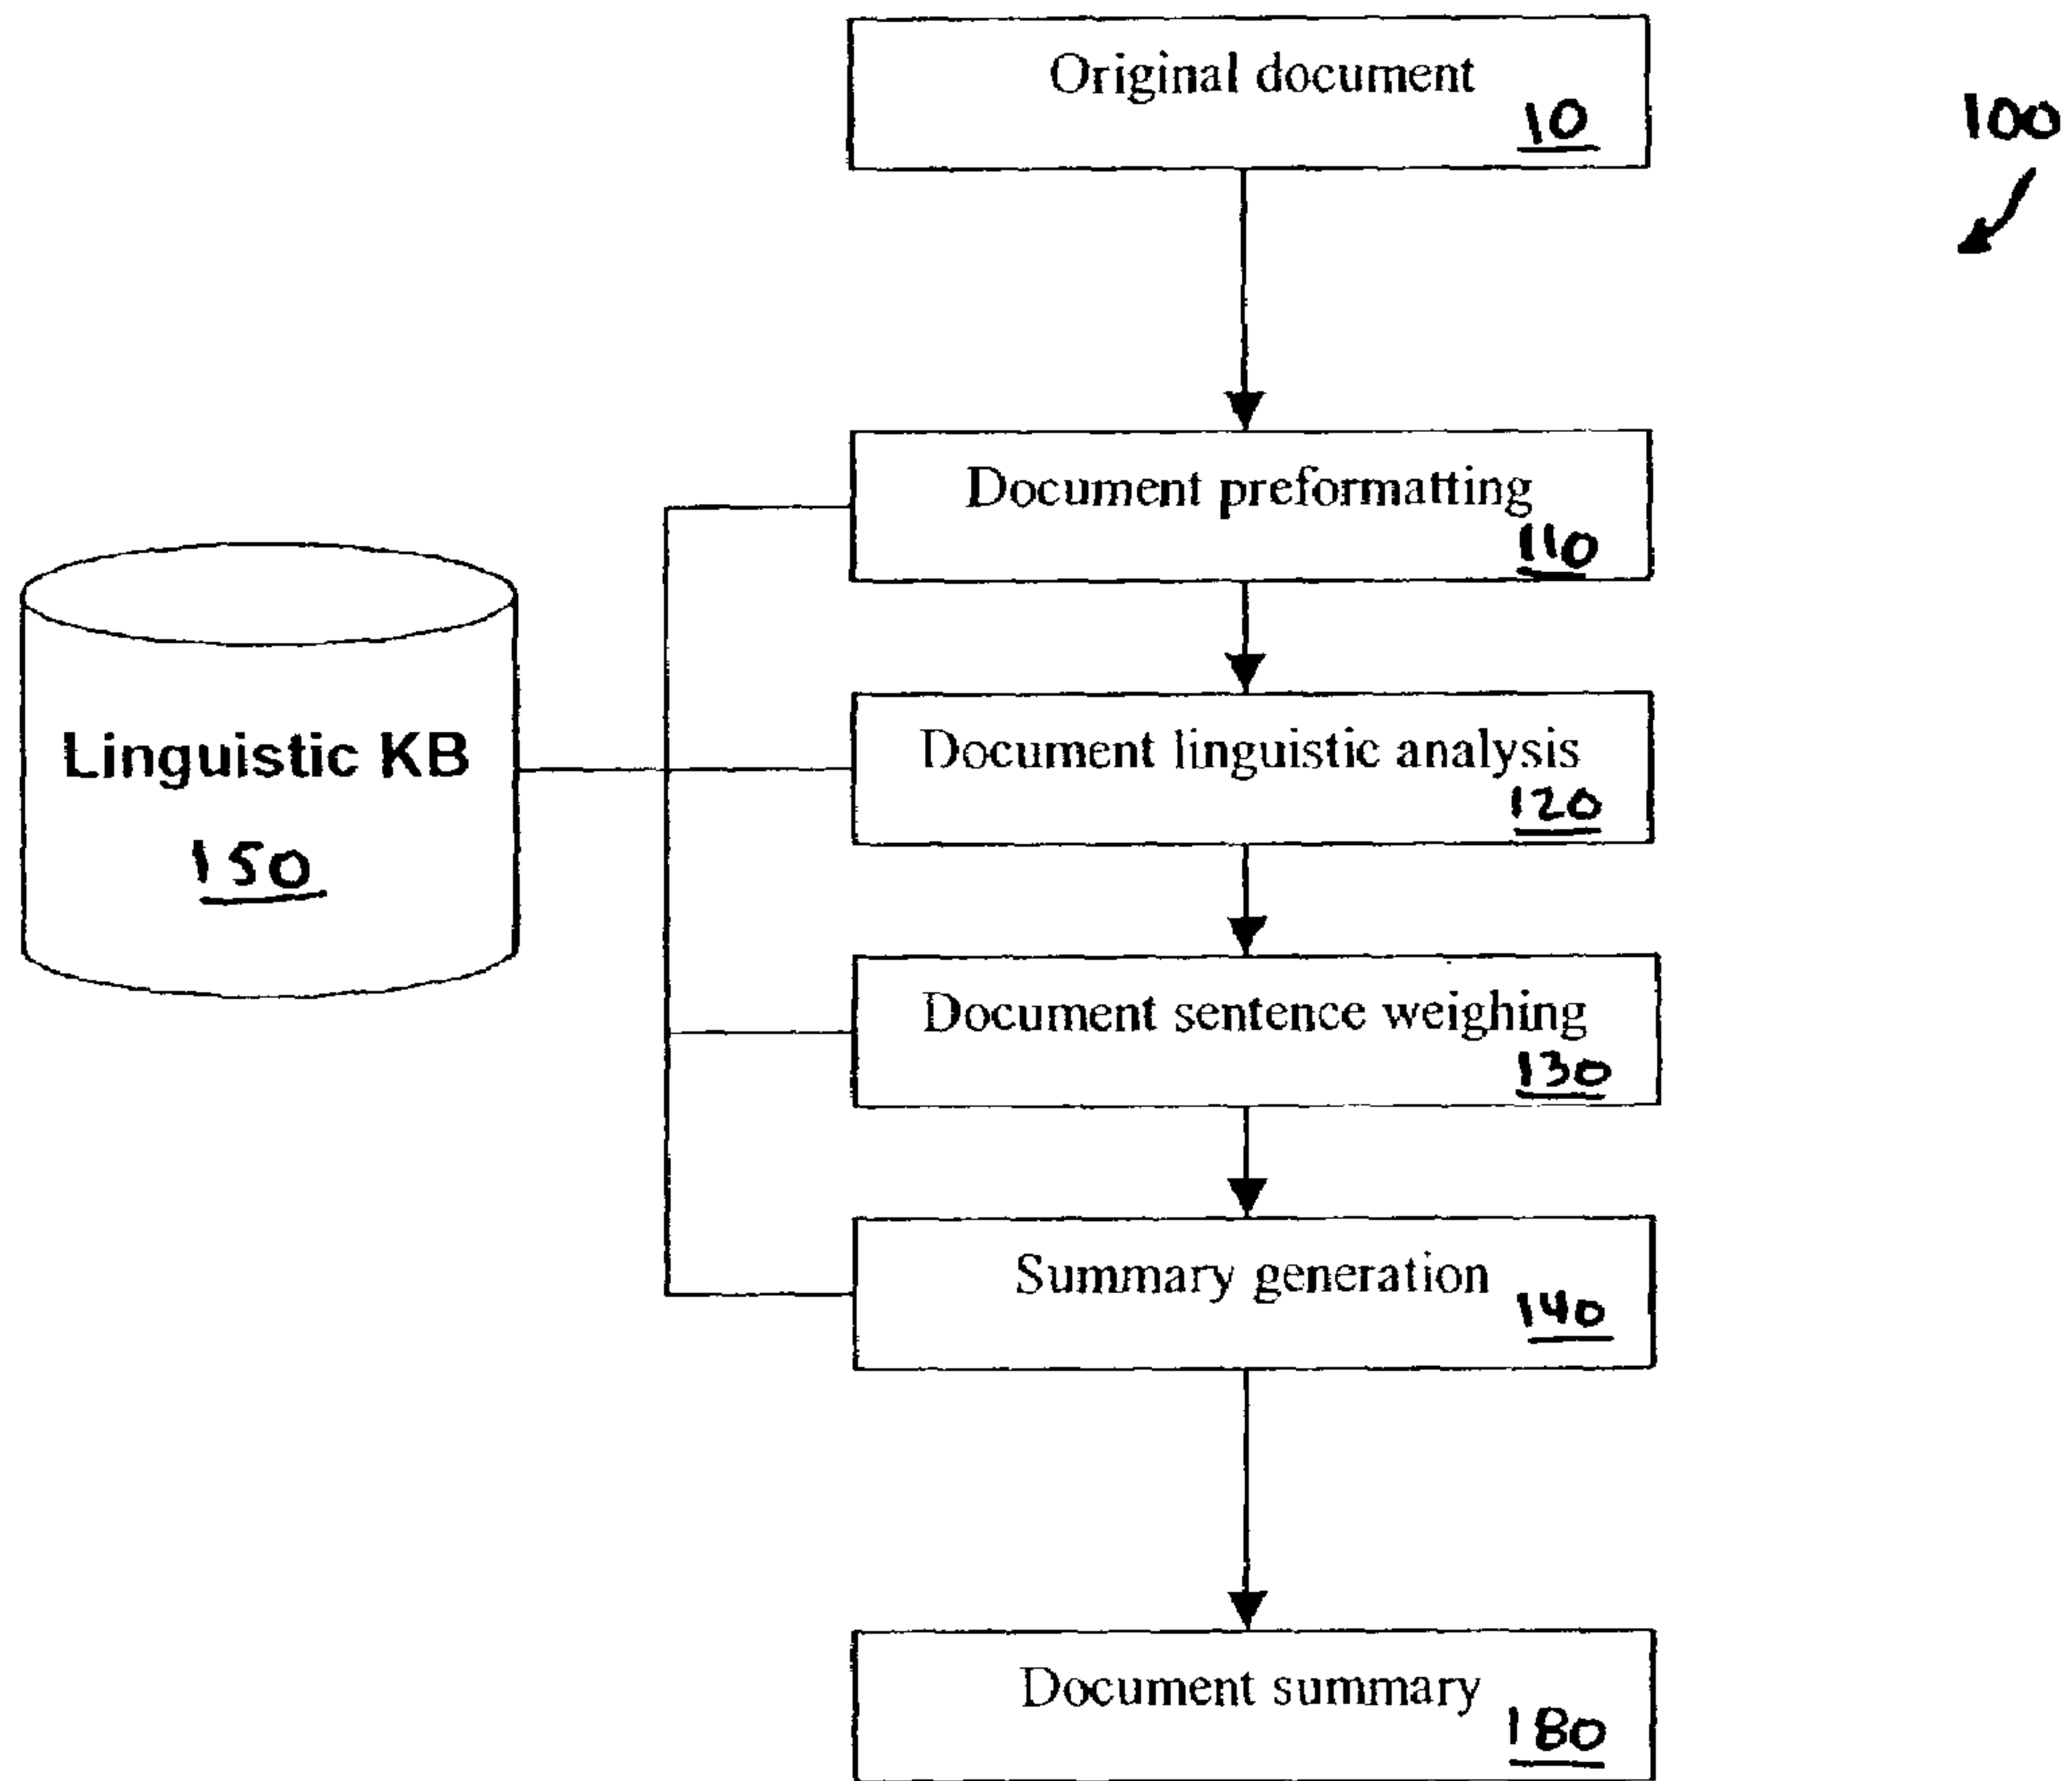 Original document
10
100
Document preformatting
110
Document linguistic analysis
120
Linguistic KB
150
Document sentence weighing
130
Summary generation
140
Document summary
180